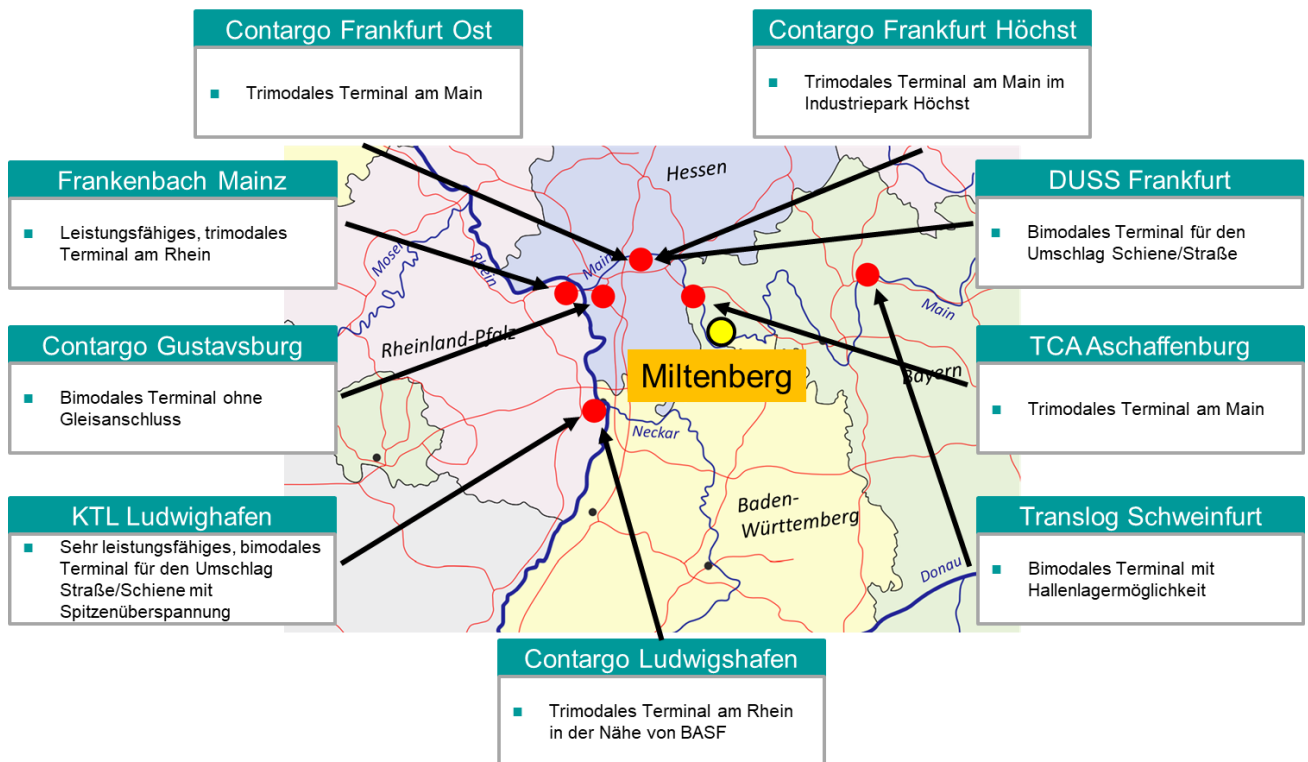 Contargo Frankfurt Ost
■ Trimodales Terminal am Main
Contargo Frankfurt Höchst
■ Trimodales Terminal am Main im
Industriepark Höchst
Frankenbach Mainz
■ Leistungsfähiges, trimodales
Terminal am Rhein
DUSS Frankfurt
■ Bimodales Terminal für den
Umschlag Schiene/Straße
Contargo Gustavsburg
■ Bimodales Terminal ohne
Gleisanschluss
TCA Aschaffenburg
■ Trimodales Terminal am Main
KTL Ludwighafen
■ Sehr leistungsfähiges, bimodales
Terminal für den Umschlag
Straße/Schiene mit
Spitzenüberspannung
Translog Schweinfurt
■ Bimodales Terminal mit
Hallenlagermöglichkeit
Contargo Ludwigshafen
■ Trimodales Terminal am Rhein
in der Nähe von BASF
Hessen
Mosel
Rhein
Main
Main
Rheinland-Pfalz
Miltenberg
Bayern
Neckar
Baden-
Württemberg
Donau